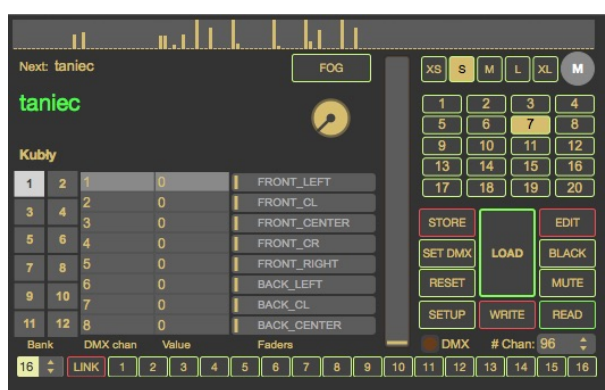 Next: taniec FOG XS S M L XL M
taniec
1 2 3 4
5 6 7 8
9 10 11 12
13 14 15 16
17 18 19 20
Kubły
1 2
3 4
5 6
7 8
9 10
11 12
1 0 FRONT_LEFT
2 0 FRONT_CL
3 0 FRONT_CENTER
4 0 FRONT_CR
5 0 FRONT_RIGHT
6 0 BACK_LEFT
7 0 BACK_CL
8 0 BACK_CENTER
STORE LOAD EDIT
SET DMX BLACK
RESET MUTE
SETUP WRITE READ
Bank DMX chan Value Faders DMX # Chan: 96
16 LINK 1 2 3 4 5 6 7 8 9 10 11 12 13 14 15 16